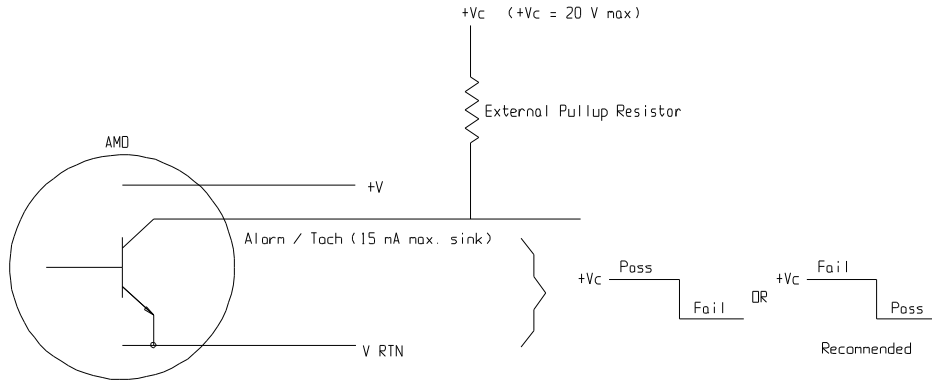 +Vc (+Vc = 20 V max)
External Pullup Resistor
AMD
+V
Alarm / Tach (15 mA max. sink)
+Vc Pass
Fail
OR
+Vc Fail
Pass
V RTN
Recommended